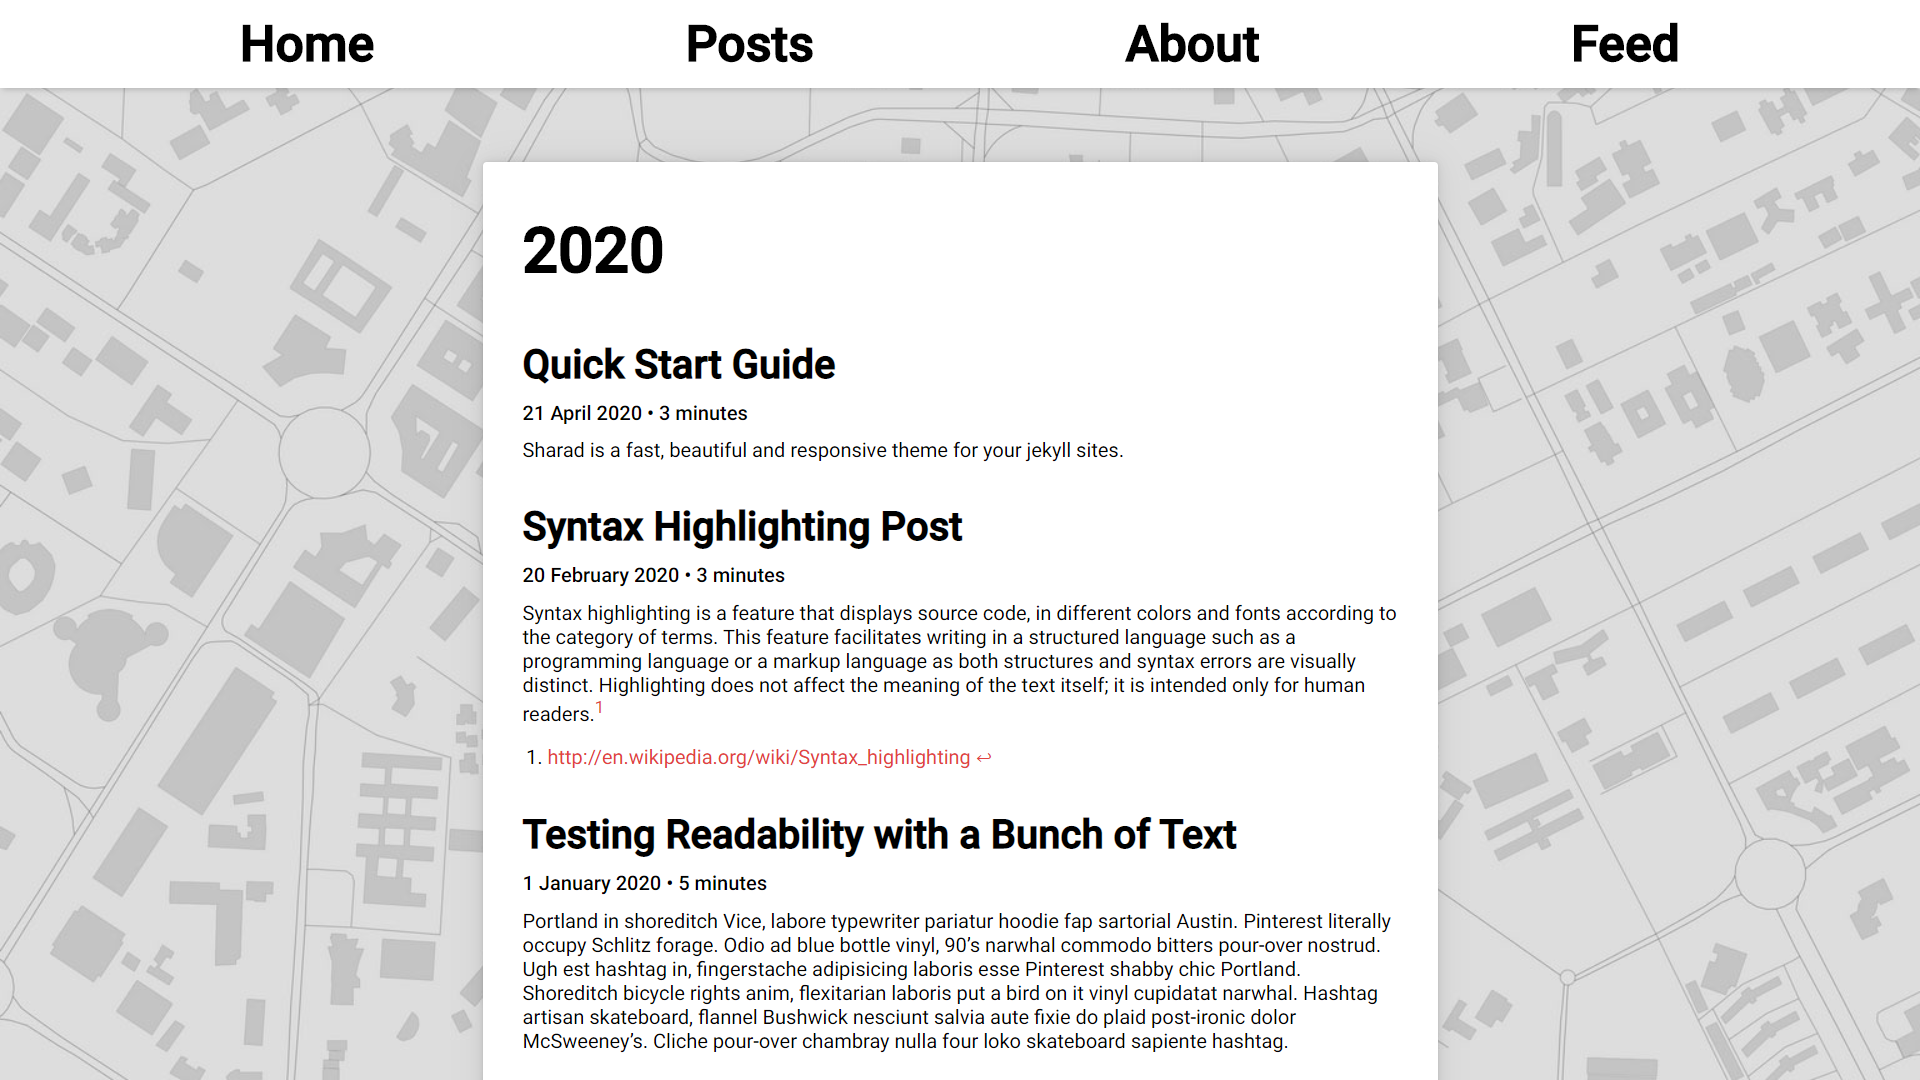 Home Posts About Feed
2020
Quick Start Guide
21 April 2020 • 3 minutes
Sharad is a fast, beautiful and responsive theme for your jekyll sites.
Syntax Highlighting Post
20 February 2020 • 3 minutes
Syntax highlighting is a feature that displays source code, in different colors and fonts according to
the category of terms. This feature facilitates writing in a structured language such as a
programming language or a markup language as both structures and syntax errors are visually
distinct. Highlighting does not affect the meaning of the text itself; it is intended only for human
readers.1
1. http://en.wikipedia.org/wiki/Syntax_highlighting ↩
Testing Readability with a Bunch of Text
1 January 2020 • 5 minutes
Portland in shoreditch Vice, labore typewriter pariatur hoodie fap sartorial Austin. Pinterest literally
occupy Schlitz forage. Odio ad blue bottle vinyl, 90’s narwhal commodo bitters pour-over nostrud.
Ugh est hashtag in, fingerstache adipisicing laboris esse Pinterest shabby chic Portland.
Shoreditch bicycle rights anim, flexitarian laboris put a bird on it vinyl cupidatat narwhal. Hashtag
artisan skateboard, flannel Bushwick nesciunt salvia aute fixie do plaid post-ironic dolor
McSweeney’s. Cliche pour-over chambray nulla four loko skateboard sapiente hashtag.